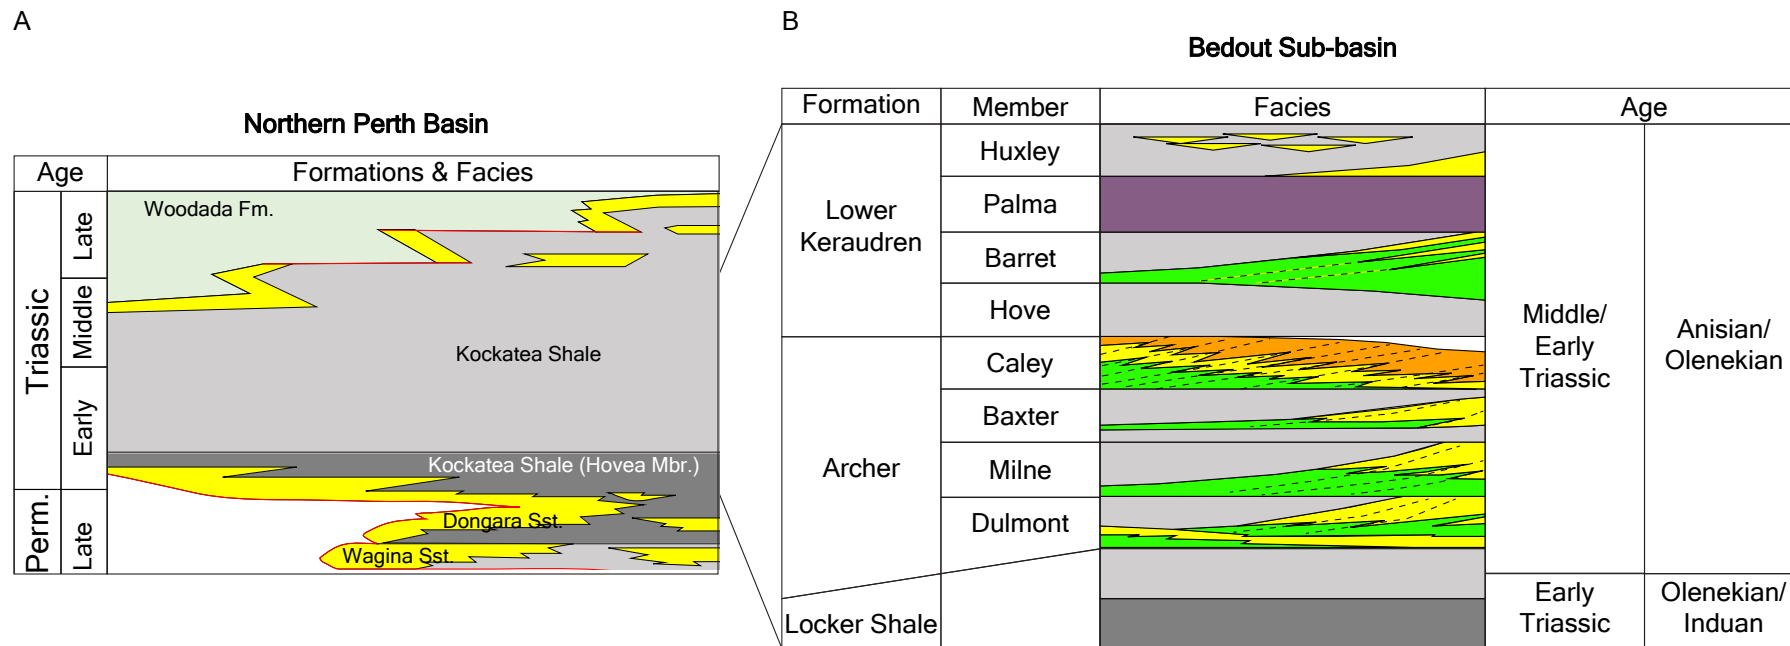 A
Northern Perth Basin
Age
Formations & Facies
Triassic
Late
Middle
Early
Perm.
Late
Woodada Fm.
Kockatea Shale
Kockatea Shale (Hovea Mbr.)
Dongara Sst.
Wagina Sst.
B
Bedout Sub-basin
Formation
Member
Facies
Age
Lower
Keraudren
Archer
Locker Shale
Huxley
Palma
Barret
Hove
Caley
Baxter
Milne
Dulmont
Middle/
Early
Triassic
Anisian/
Olenekian
Early
Triassic
Olenekian/
Induan